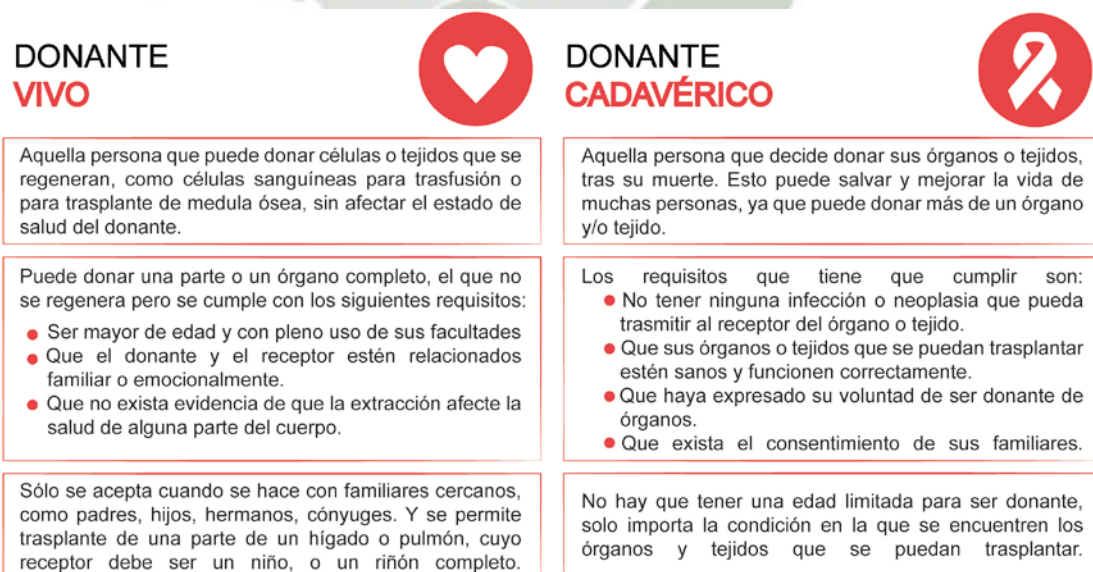 DONANTE
VIVO
Aquella persona que puede donar células o tejidos que se
regeneran, como células sanguíneas para trasfusión o
para trasplante de medula ósea, sin afectar el estado de
salud del donante.
Puede donar una parte o un órgano completo, el que no
se regenera pero se cumple con los siguientes requisitos:
Ser mayor de edad y con pleno uso de sus facultades
Que el donante y el receptor estén relacionados
familiar o emocionalmente.
Que no exista evidencia de que la extracción afecte la
salud de alguna parte del cuerpo.
Sólo se acepta cuando se hace con familiares cercanos,
como padres, hijos, hermanos, cónyuges. Y se permite
trasplante de una parte de un hígado o pulmón, cuyo
receptor debe ser un niño, o un riñón completo.
DONANTE
CADAVÉRICO
Aquella persona que decide donar sus órganos o tejidos,
tras su muerte. Esto puede salvar y mejorar la vida de
muchas personas, ya que puede donar más de un órgano
y/o tejido.
Los requisitos que tiene que cumplir son:
No tener ninguna infección o neoplasia que pueda
trasmitir al receptor del órgano o tejido.
Que sus órganos o tejidos que se puedan trasplantar
estén sanos y funcionen correctamente.
Que haya expresado su voluntad de ser donante de
órganos.
Que exista el consentimiento de sus familiares.
No hay que tener una edad limitada para ser donante,
solo importa la condición en la que se encuentren los
órganos y tejidos que se puedan trasplantar.